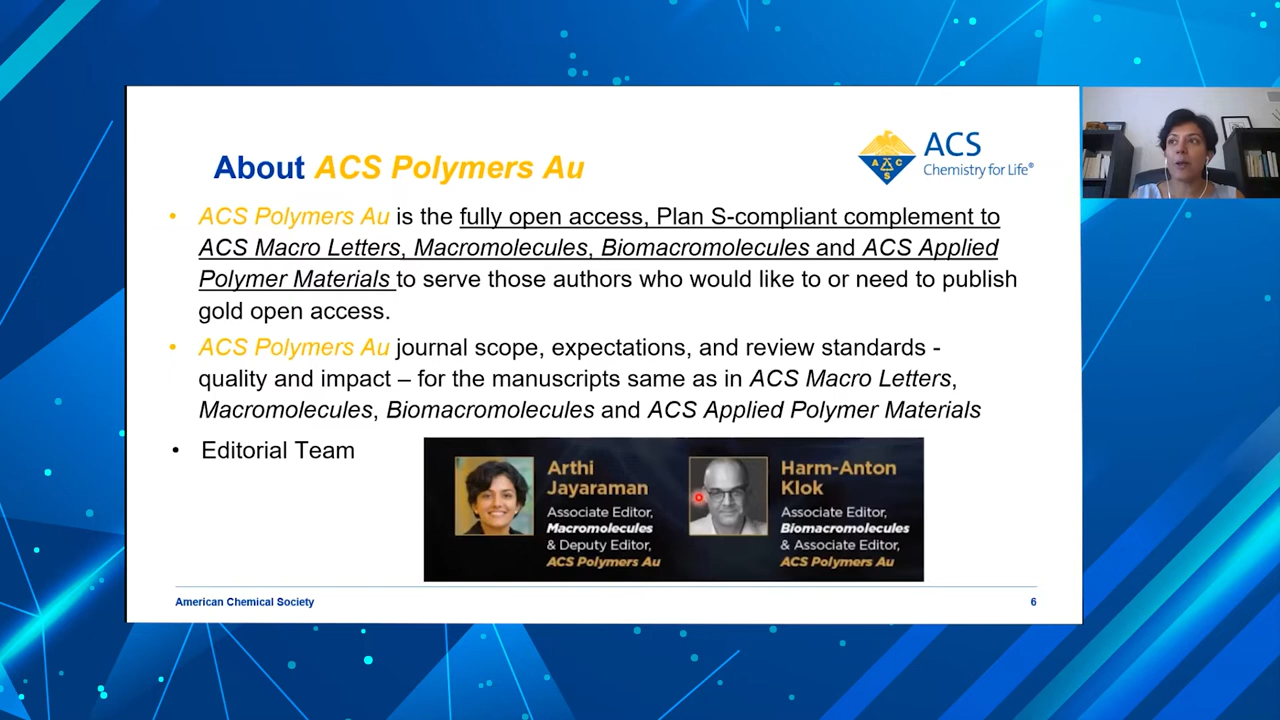 About ACS Polymers Au
A C S
S
ACS
Chemistry for Life®
• ACS Polymers Au is the fully open access, Plan S-compliant complement to
ACS Macro Letters, Macromolecules, Biomacromolecules and ACS Applied
Polymer Materials to serve those authors who would like to or need to publish
gold open access.
• ACS Polymers Au journal scope, expectations, and review standards -
quality and impact – for the manuscripts same as in ACS Macro Letters,
Macromolecules, Biomacromolecules and ACS Applied Polymer Materials
• Editorial Team
Arthi
Jayaraman
Associate Editor,
Macromolecules
& Deputy Editor,
ACS Polymers Au
Harm-Anton
Klok
Associate Editor,
Biomacromolecules
& Associate Editor,
ACS Polymers Au
American Chemical Society
6